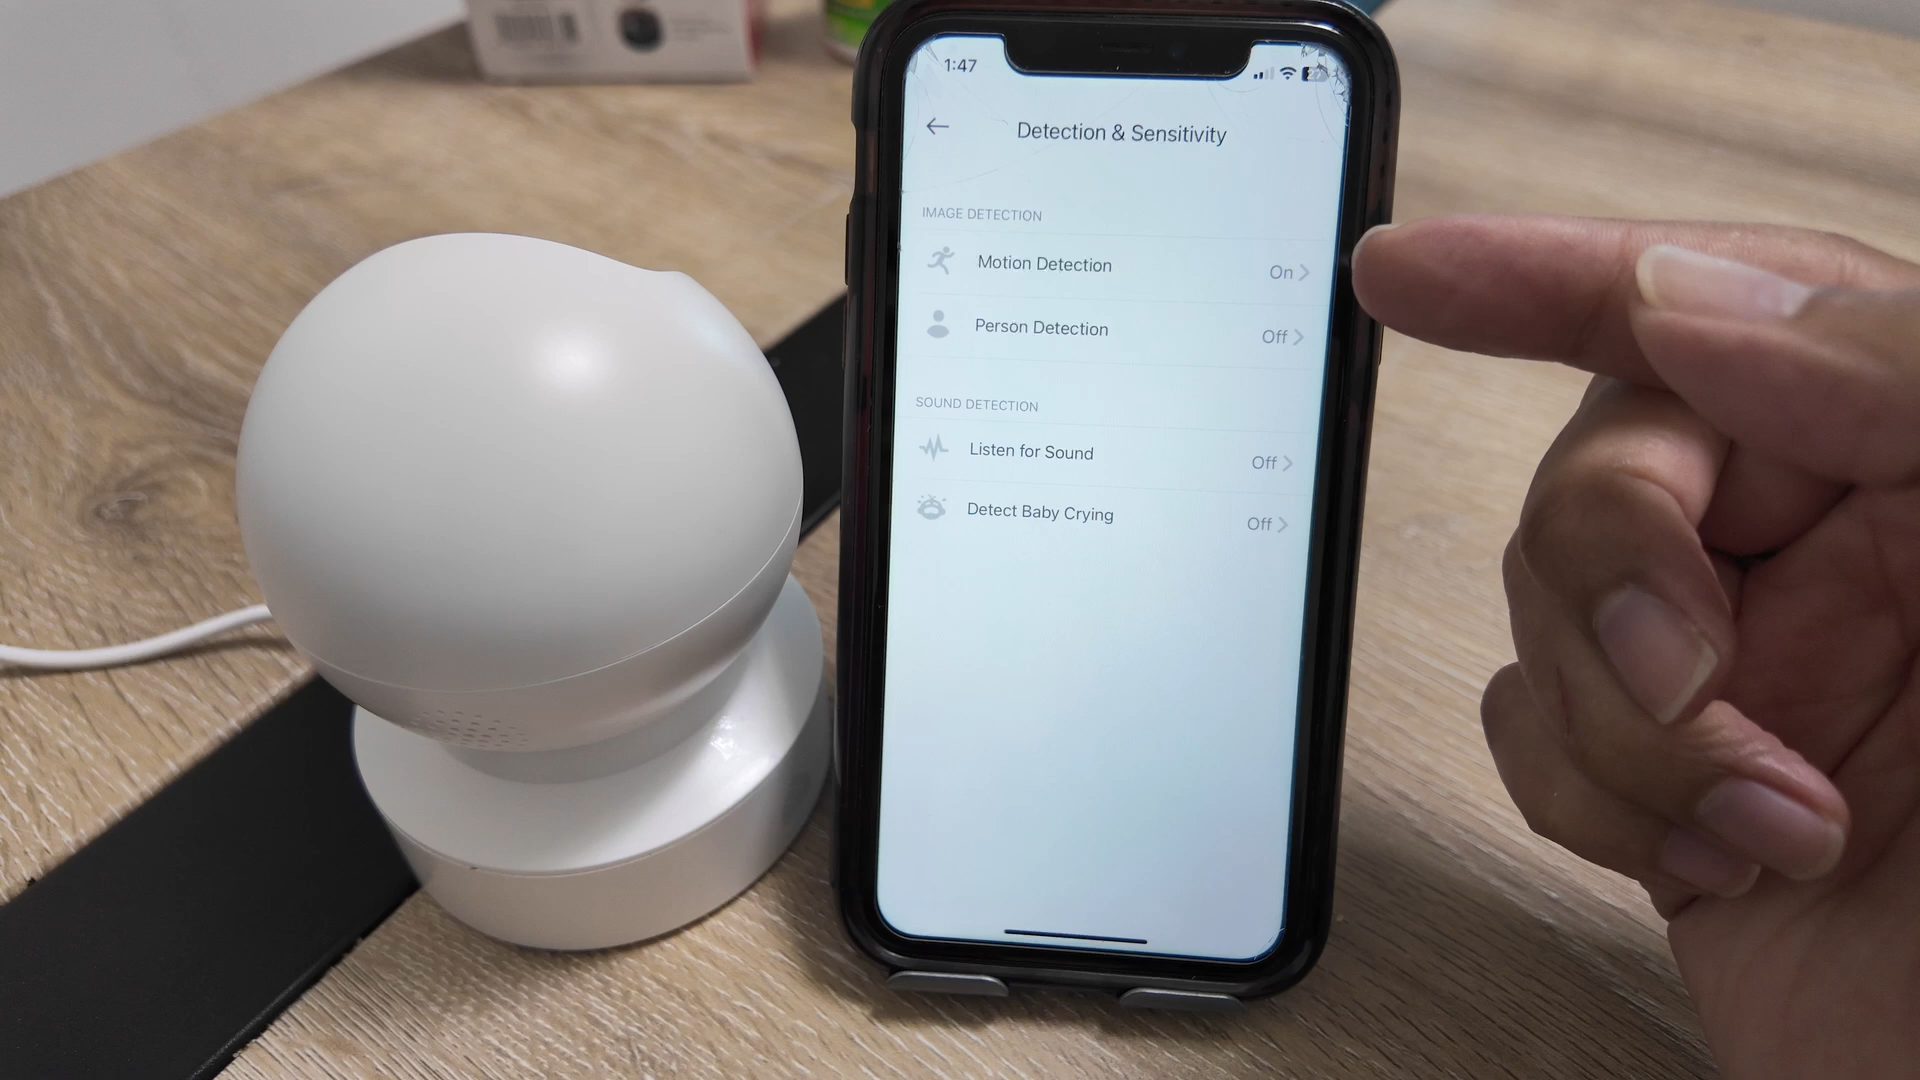 1:47
Detection & Sensitivity
IMAGE DETECTION
Motion Detection On
Person Detection Off
SOUND DETECTION
Listen for Sound Off
Detect Baby Crying Off